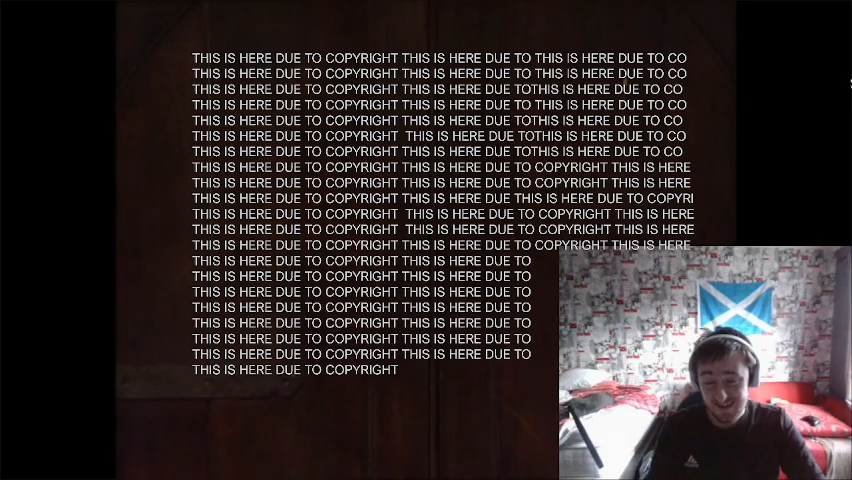 THIS IS HERE DUE TO COPYRIGHT THIS IS HERE DUE TO THIS IS HERE DUE TO CO
THIS IS HERE DUE TO COPYRIGHT THIS IS HERE DUE TO THIS IS HERE DUE TO CO
THIS IS HERE DUE TO COPYRIGHT THIS IS HERE DUE TOTHIS IS HERE DUE TO CO
THIS IS HERE DUE TO COPYRIGHT THIS IS HERE DUE TO THIS IS HERE DUE TO CO
THIS IS HERE DUE TO COPYRIGHT THIS IS HERE DUE TOTHIS IS HERE DUE TO CO
THIS IS HERE DUE TO COPYRIGHT  THIS IS HERE DUE TOTHIS IS HERE DUE TO CO
THIS IS HERE DUE TO COPYRIGHT THIS IS HERE DUE TOTHIS IS HERE DUE TO CO
THIS IS HERE DUE TO COPYRIGHT THIS IS HERE DUE TO COPYRIGHT THIS IS HERE
THIS IS HERE DUE TO COPYRIGHT THIS IS HERE DUE TO COPYRIGHT THIS IS HERE
THIS IS HERE DUE TO COPYRIGHT THIS IS HERE DUE THIS IS HERE DUE TO COPYRI
THIS IS HERE DUE TO COPYRIGHT  THIS IS HERE DUE TO COPYRIGHT THIS IS HERE
THIS IS HERE DUE TO COPYRIGHT  THIS IS HERE DUE TO COPYRIGHT THIS IS HERE
THIS IS HERE DUE TO COPYRIGHT THIS IS HERE DUE TO COPYRIGHT THIS IS HERE
THIS IS HERE DUE TO COPYRIGHT THIS IS HERE DUE TO
THIS IS HERE DUE TO COPYRIGHT THIS IS HERE DUE TO
THIS IS HERE DUE TO COPYRIGHT THIS IS HERE DUE TO
THIS IS HERE DUE TO COPYRIGHT THIS IS HERE DUE TO
THIS IS HERE DUE TO COPYRIGHT THIS IS HERE DUE TO
THIS IS HERE DUE TO COPYRIGHT THIS IS HERE DUE TO
THIS IS HERE DUE TO COPYRIGHT THIS IS HERE DUE TO
THIS IS HERE DUE TO COPYRIGHT